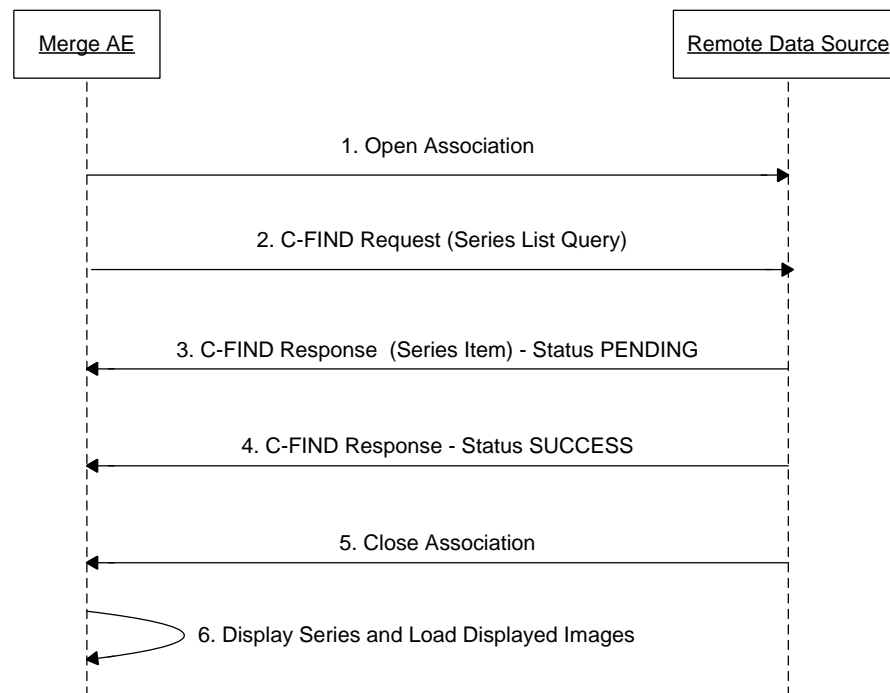 Merge AE
Remote Data Source
1. Open Association
2. C-FIND Request (Series List Query)
3. C-FIND Response  (Series Item) - Status PENDING
4. C-FIND Response - Status SUCCESS
5. Close Association
6. Display Series and Load Displayed Images